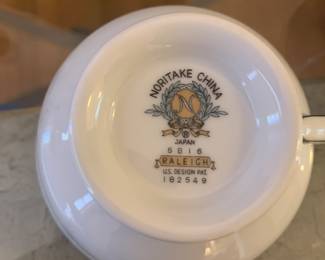 NORITAKE CHINA
N
®
JAPAN
5816
RALEIGH
U.S. DESIGN PAT.
182549